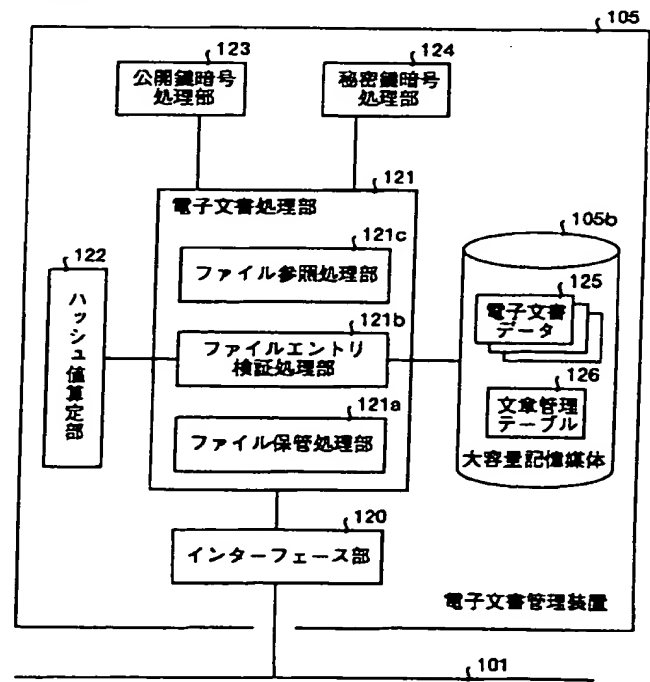 105
123
124
公開鍵暗号
処理部
秘密鍵暗号
処理部
121
電子文書処理部
105b
122
121c
ハッシュ値算定部
ファイル参照処理部
125
電子文書
データ
121b
ファイルエントリ
検証処理部
126
文章管理
テーブル
121a
ファイル保管処理部
大容量記憶媒体
120
インターフェース部
電子文書管理装置
101